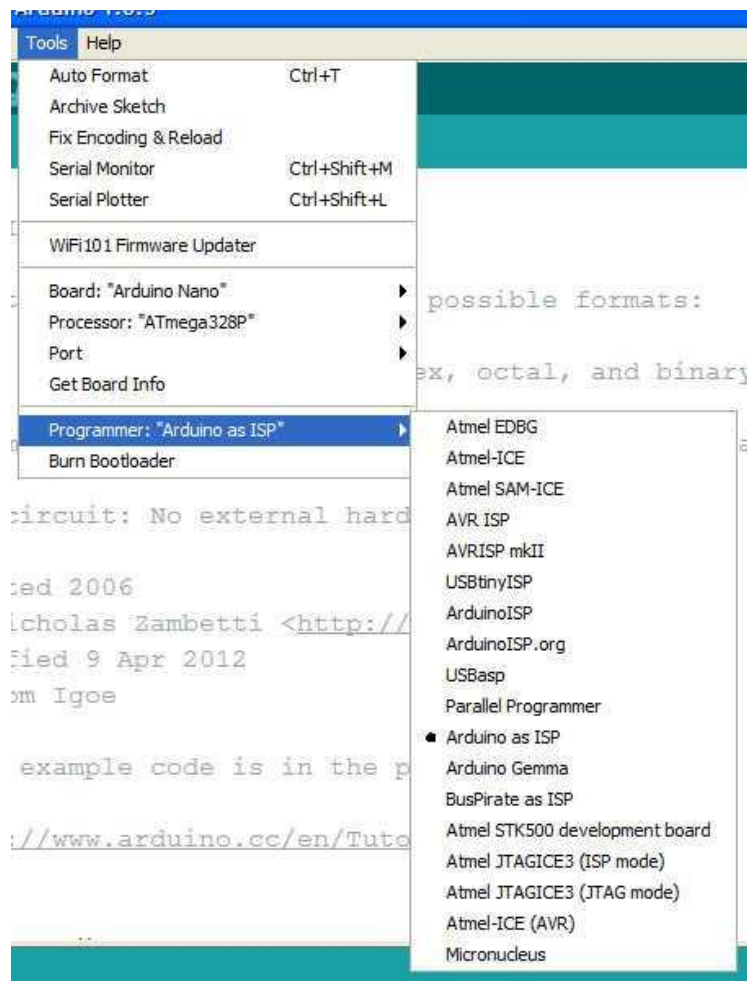 Tools Help
Auto Format Ctrl+T
Archive Sketch
Fix Encoding & Reload
Serial Monitor Ctrl+Shift+M
Serial Plotter Ctrl+Shift+L
WiFi101 Firmware Updater
Board: "Arduino Nano"
Processor: "ATmega328P"
Port
Get Board Info
Programmer: "Arduino as ISP"
Burn Bootloader
Atmel EDBG
Atmel-ICE
Atmel SAM-ICE
AVR ISP
AVRISP mkII
USBtinyISP
ArduinoISP
ArduinoISP.org
USBasp
Parallel Programmer
Arduino as ISP
Arduino Gemma
BusPirate as ISP
Atmel STK500 development board
Atmel JTAGICE3 (ISP mode)
Atmel JTAGICE3 (JTAG mode)
Atmel-ICE (AVR)
Micronucleus
possible formats:
ex, octal, and binary
circuit: No external hard
ted 2006
icholas Zambetti <http://
fied 9 Apr 2012
om Igoe
example code is in the p
://www.arduino.cc/en/Tuto